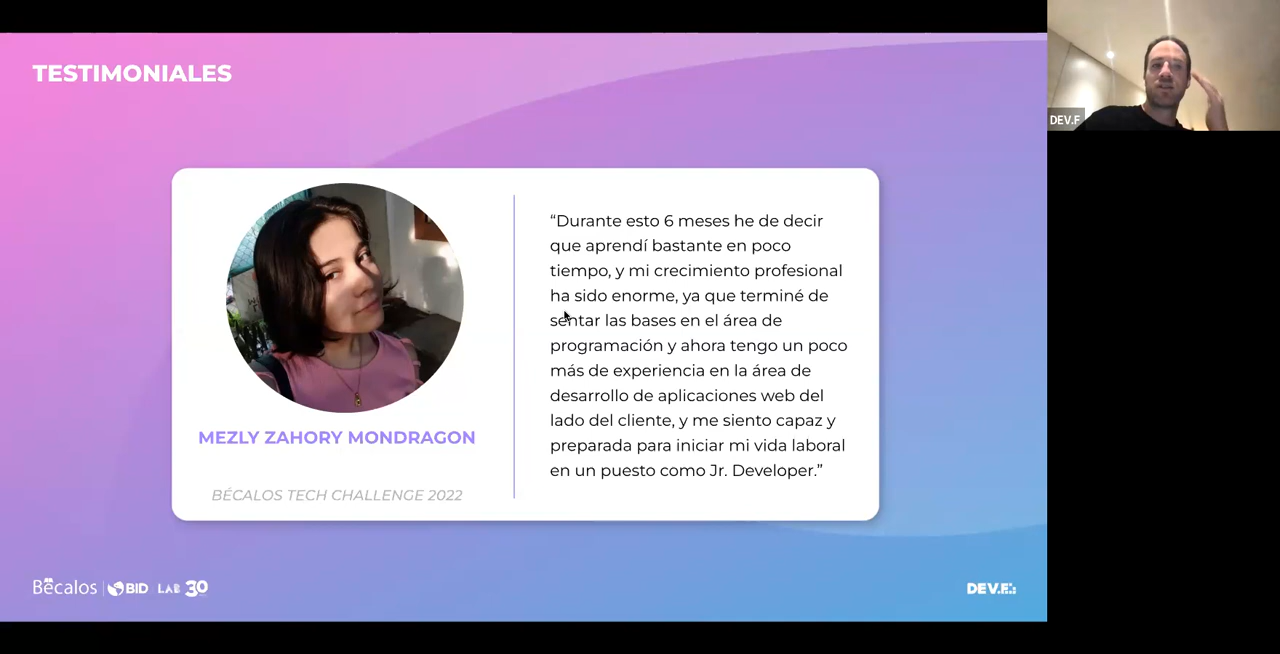 TESTIMONIALES
MEZLY ZAHORY MONDRAGON
BÉCALOS TECH CHALLENGE 2022
“Durante esto 6 meses he de decir
que aprendí bastante en poco
tiempo, y mi crecimiento profesional
ha sido enorme, ya que terminé de
sentar las bases en el área de
programación y ahora tengo un poco
más de experiencia en la área de
desarrollo de aplicaciones web del
lado del cliente, y me siento capaz y
preparada para iniciar mi vida laboral
en un puesto como Jr. Developer.”
Bécalos BID LAB 30
DEV.F.:
DEV.F